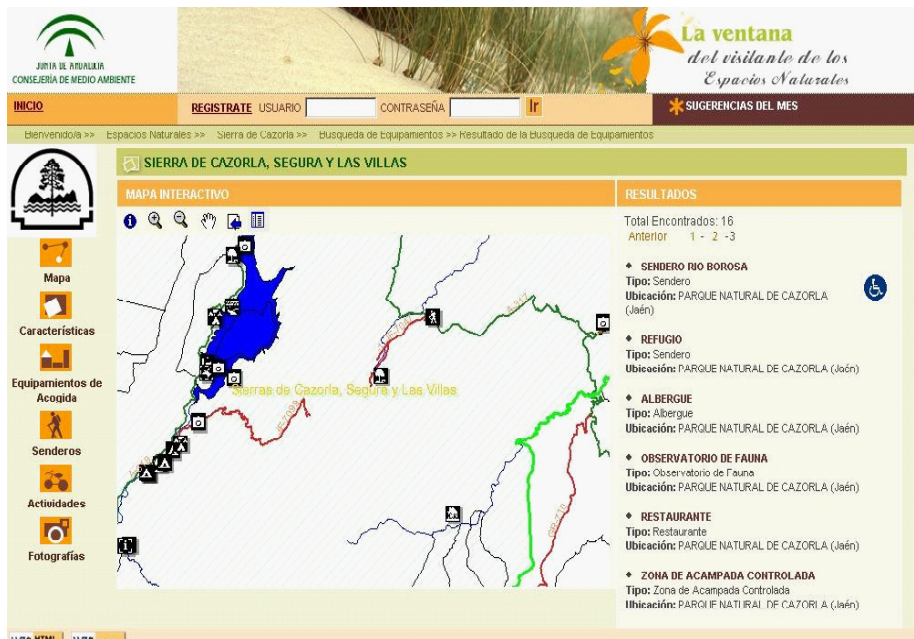 JUNTA DE ANDALUCIA
CONSEJERÍA DE MEDIO AMBIENTE
La ventana
del visitante de los
Espacios Naturales
INICIO
REGISTRATE USUARIO CONTRASEÑA Ir
SUGERENCIAS DEL MES
Bienvenido/a >> Espacios Naturales >> Sierra de Cazorla >> Busqueda de Equipamientos >> Resultado de la Busqueda de Equipamientos
SIERRA DE CAZORLA, SEGURA Y LAS VILLAS
MAPA INTERACTIVO
Sierras de Cazorla, Segura y Las Villas
A-317
Mapa
Características
Equipamientos de
Acogida
Senderos
Actividades
Fotografías
RESULTADOS
Total Encontrados: 16
Anterior 1 - 2 -3
SENDERO RIO BOROSA
Tipo: Sendero
Ubicación: PARQUE NATURAL DE CAZORLA
(Jaén)
REFUGIO
Tipo: Sendero
Ubicación: PARQUE NATURAL DE CAZORLA (Jaén)
ALBERGUE
Tipo: Albergue
Ubicación: PARQUE NATURAL DE CAZORLA (Jaén)
OBSERVATORIO DE FAUNA
Tipo: Observatorio de Fauna
Ubicación: PARQUE NATURAL DE CAZORLA (Jaén)
RESTAURANTE
Tipo: Restaurante
Ubicación: PARQUE NATURAL DE CAZORLA (Jaén)
ZONA DE ACAMPADA CONTROLADA
Tipo: Zona de Acampada Controlada
Ubicación: PARQUE NATURAL DE CAZORLA (Jaén)